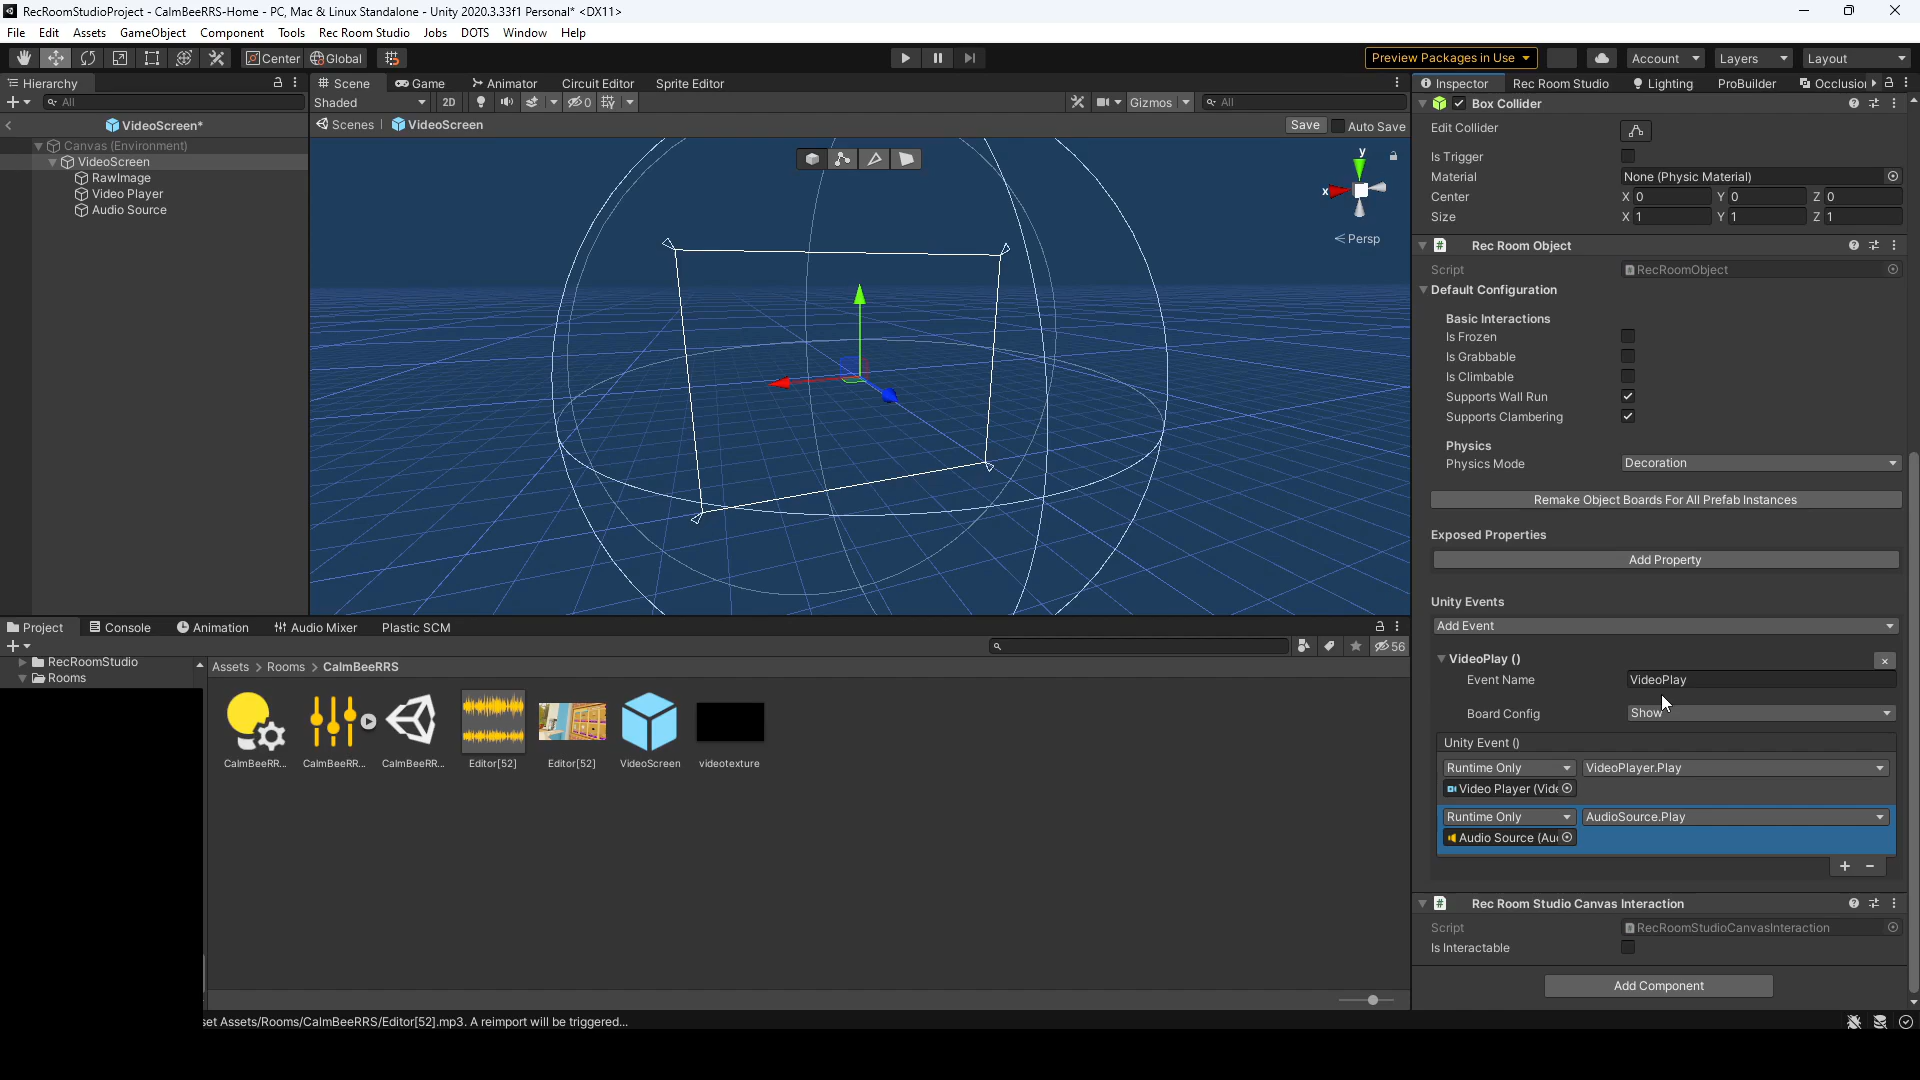 RecRoomStudioProject - CalmBeeRRS-Home - PC, Mac & Linux Standalone - Unity 2020.3.33f1 Personal* <DX11>
File Edit Assets GameObject Component Tools Rec Room Studio Jobs DOTS Window Help
Center Global Preview Packages in Use Account Layers Layout
Hierarchy Scene Game Animator Circuit Editor Sprite Editor Inspector Rec Room Studio Lighting ProBuilder Occlusion
All Shaded 2D 0 Gizmos All Box Collider
VideoScreen* Scenes VideoScreen Save Auto Save
Edit Collider
Canvas (Environment)
VideoScreen
RawImage
Video Player
Audio Source
y
x
Persp
Is Trigger
Material None (Physic Material)
Center X 0 Y 0 Z 0
Size X 1 Y 1 Z 1
Rec Room Object
Script RecRoomObject
Default Configuration
Basic Interactions
Is Frozen
Is Grabbable
Is Climbable
Supports Wall Run
Supports Clambering
Physics
Physics Mode Decoration
Remake Object Boards For All Prefab Instances
Exposed Properties
Add Property
Unity Events
Add Event
VideoPlay ()
Event Name VideoPlay
Board Config Show
Unity Event ()
Runtime Only VideoPlayer.Play
Video Player (Vide
Runtime Only AudioSource.Play
Audio Source (Au
+ -
Rec Room Studio Canvas Interaction
Script RecRoomStudioCanvasInteraction
Is Interactable
Add Component
Project Console Animation Audio Mixer Plastic SCM
56
RecRoomStudio
Rooms
Assets > Rooms > CalmBeeRRS
CalmBeeRR... CalmBeeRR... CalmBeeRR... Editor[52] Editor[52] VideoScreen videotexture
set Assets/Rooms/CalmBeeRRS/Editor[52].mp3. A reimport will be triggered...